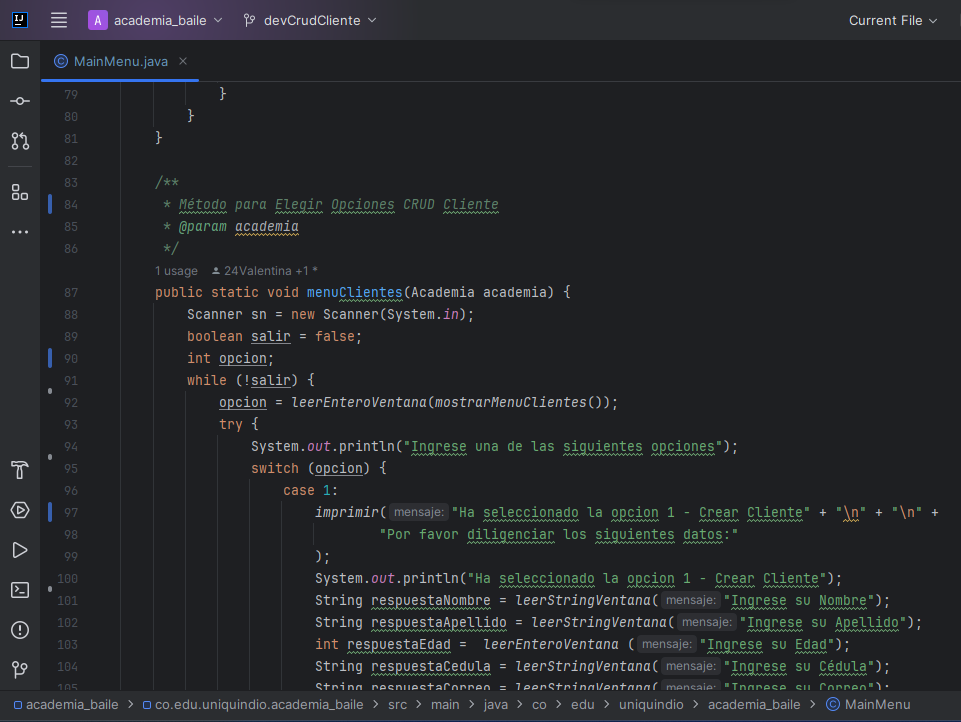 IJ
A academia_baile devCrudCliente Current File
MainMenu.java
79 }
80 }
81 }
82
83 /**
84 * Método para Elegir Opciones CRUD Cliente
85 * @param academia
86 */
1 usage 24Valentina +1 *
87 public static void menuClientes(Academia academia) {
88 Scanner sn = new Scanner(System.in);
89 boolean salir = false;
90 int opcion;
91 while (!salir) {
92 opcion = leerEnteroVentana(mostrarMenuClientes());
93 try {
94 System.out.println("Ingrese una de las siguientes opciones");
95 switch (opcion) {
96 case 1:
97 imprimir( mensaje: "Ha seleccionado la opcion 1 - Crear Cliente" + "\n" + "\n" +
98 "Por favor diligenciar los siguientes datos:"
99 );
100 System.out.println("Ha seleccionado la opcion 1 - Crear Cliente");
101 String respuestaNombre = leerStringVentana( mensaje: "Ingrese su Nombre");
102 String respuestaApellido = leerStringVentana( mensaje: "Ingrese su Apellido");
103 int respuestaEdad =  leerEnteroVentana ( mensaje: "Ingrese su Edad");
104 String respuestaCedula = leerStringVentana( mensaje: "Ingrese su Cédula");
105 String respuestaCorreo = leerStringVentana( mensaje: "Ingrese su Correo");
academia_baile > co.edu.uniquindio.academia_baile > src > main > java > co > edu > uniquindio > academia_baile > MainMenu